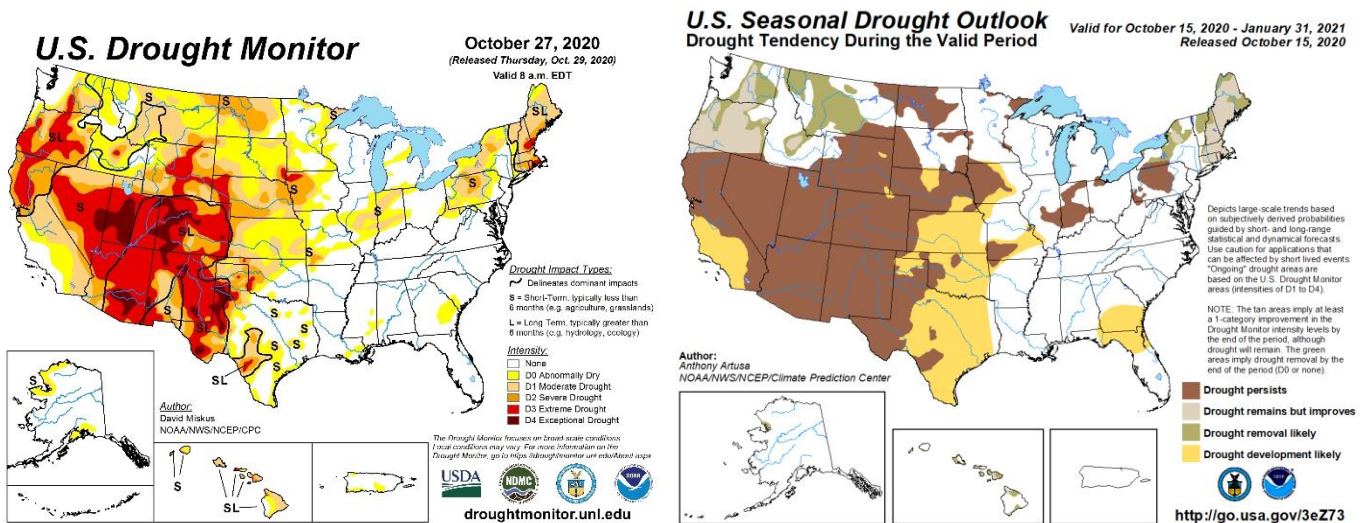 U.S. Drought Monitor
October 27, 2020
(Released Thursday, Oct. 29, 2020)
Valid 8 a.m. EDT
S
S
S
SL
SL
S
S
S
S
SL
S
S
S
S
S
S
S
SL
S
SL
Drought Impact Types:
Delineates dominant impacts
S = Short-Term, typically less than
6 months (e.g. agriculture, grasslands)
L = Long-Term, typically greater than
6 months (e.g. hydrology, ecology)
Intensity:
None
D0 Abnormally Dry
D1 Moderate Drought
D2 Severe Drought
D3 Extreme Drought
D4 Exceptional Drought
S
Author:
David Miskus
NOAA/NWS/NCEP/CPC
S
SL
The Drought Monitor focuses on broad-scale conditions
Local conditions may vary. For more information on the
Drought Monitor, go to https://droughtmonitor.unl.edu/About.aspx
USDA
NDMC
droughtmonitor.unl.edu
U.S. Seasonal Drought Outlook
Drought Tendency During the Valid Period
Valid for October 15, 2020 - January 31, 2021
Released October 15, 2020
Depicts large-scale trends based
on subjectively derived probabilities
guided by short- and long-range
statistical and dynamical forecasts.
Use caution for applications that
can be affected by short lived events.
"Ongoing" drought areas are
based on the U.S. Drought Monitor
areas (intensities of D1 to D4).
NOTE: The tan areas imply at least
a 1-category improvement in the
Drought Monitor intensity levels by
the end of the period, although
drought will remain. The green
areas imply drought removal by the
end of the period (D0 or none).
Author:
Anthony Artusa
NOAA/NWS/NCEP/Climate Prediction Center
Drought persists
Drought remains but improves
Drought removal likely
Drought development likely
http://go.usa.gov/3eZ73